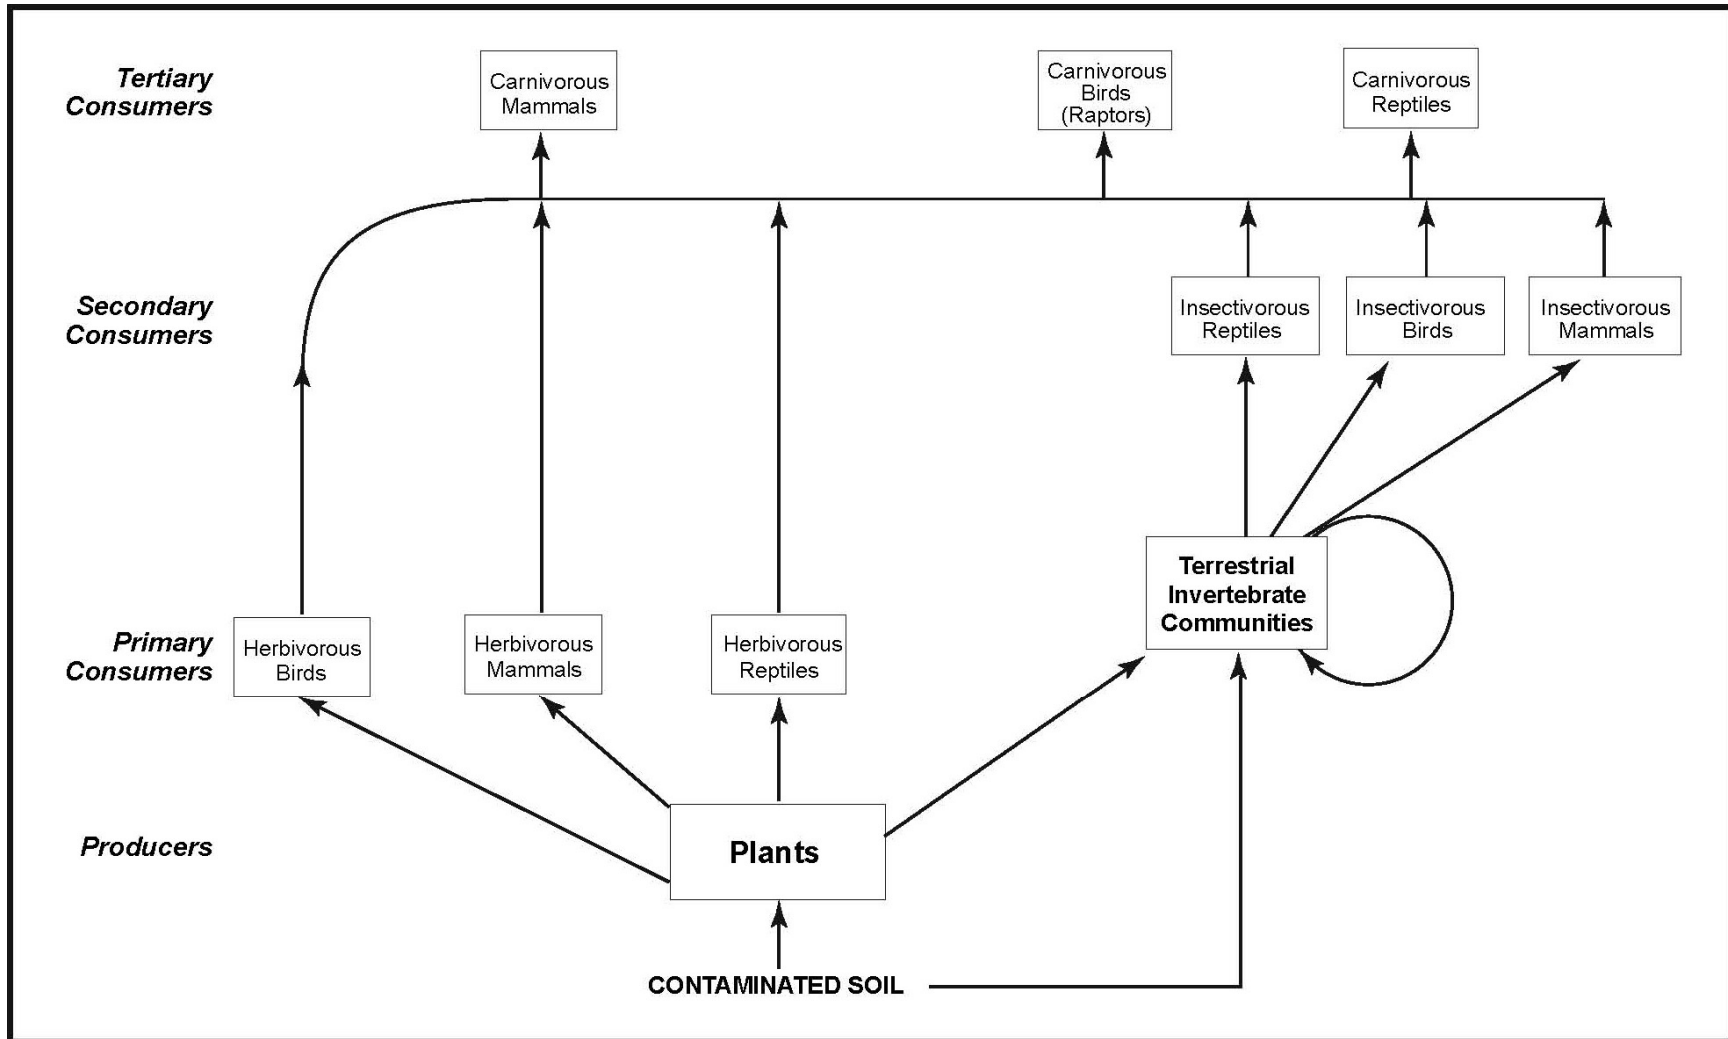 Tertiary
Consumers
Carnivorous
Mammals
Carnivorous
Birds
(Raptors)
Carnivorous
Reptiles
Secondary
Consumers
Insectivorous
Reptiles
Insectivorous
Birds
Insectivorous
Mammals
Primary
Consumers
Herbivorous
Birds
Herbivorous
Mammals
Herbivorous
Reptiles
Terrestrial
Invertebrate
Communities
Producers
Plants
CONTAMINATED SOIL